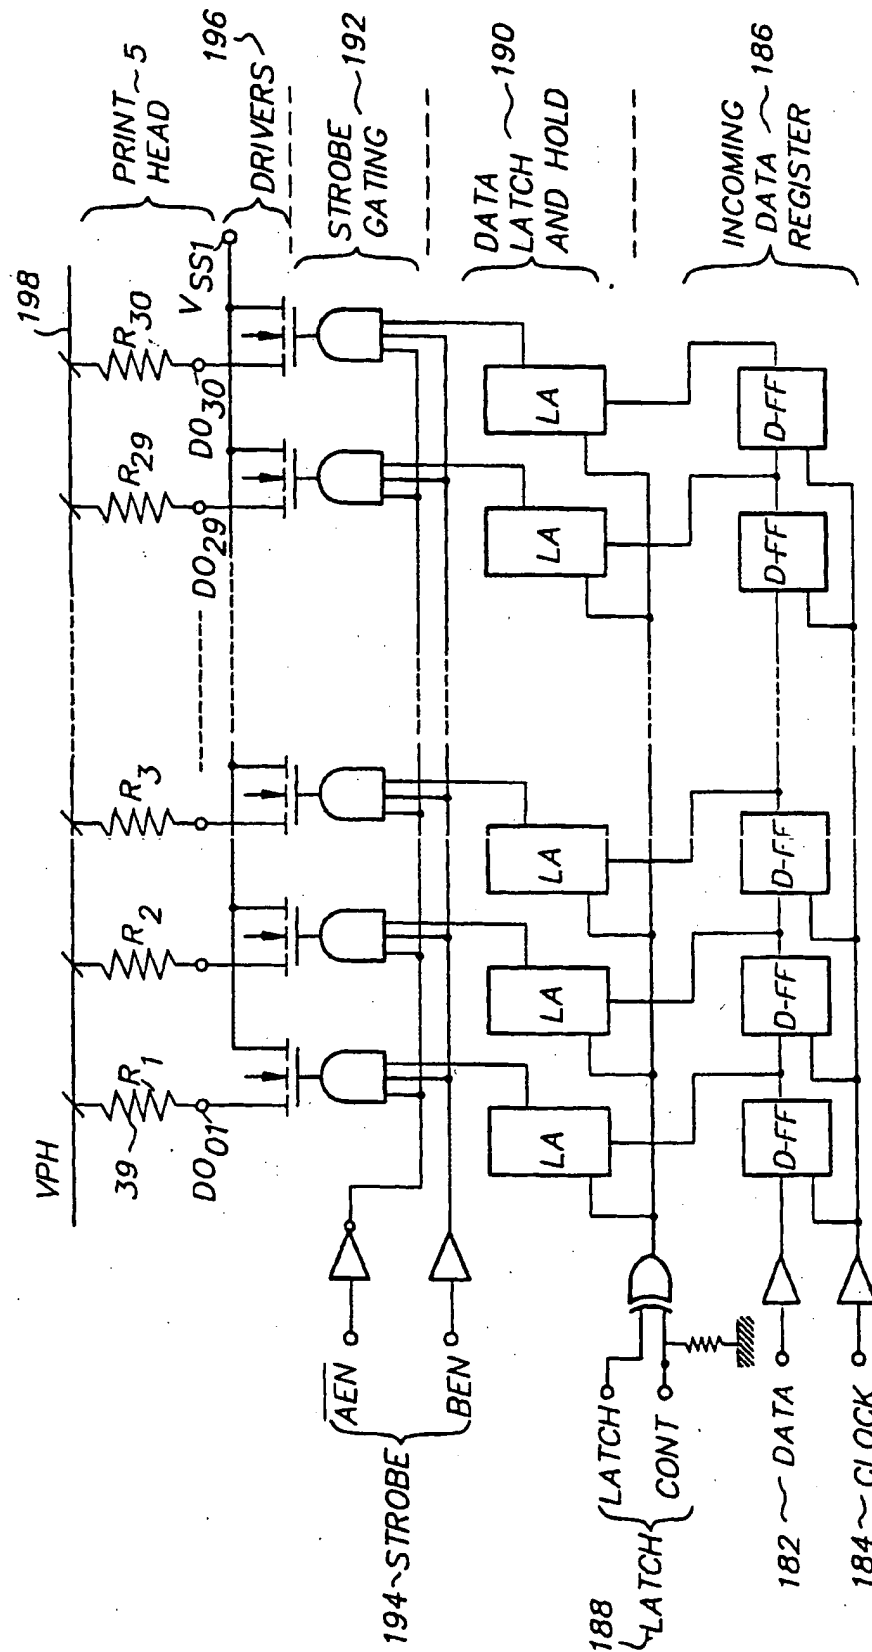 PRINT~5
HEAD
DRIVERS
196
STROBE
GATING ~192
DATA
LATCH ~190
AND HOLD
INCOMING
DATA ~186
REGISTER
VPH
198
39~ R1
R2
R3
R29
R30
DO01
DO29
DO30
VSS1
AEN
BEN
194~STROBE
LA
LA
LA
LA
LA
LATCH
CONT
188
LATCH
D-FF
D-FF
D-FF
D-FF
D-FF
182 ~ DATA
184 ~ CLOCK